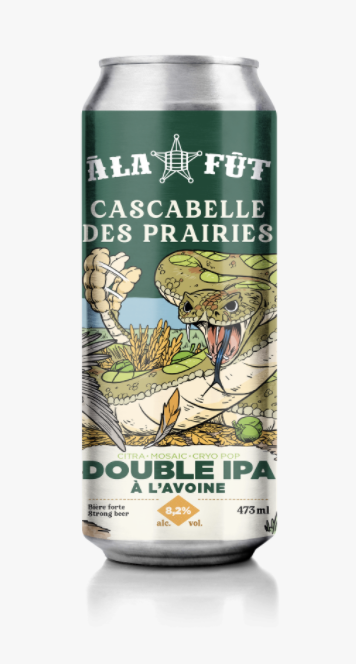 ÀLA FÛT
CASCABELLE
DES PRAIRIES
CITRA • MOSAIC • CRYO POP
DOUBLE IPA
À L'AVOINE
Bière forte
Strong beer
8,2%
alc. vol.
473 ml